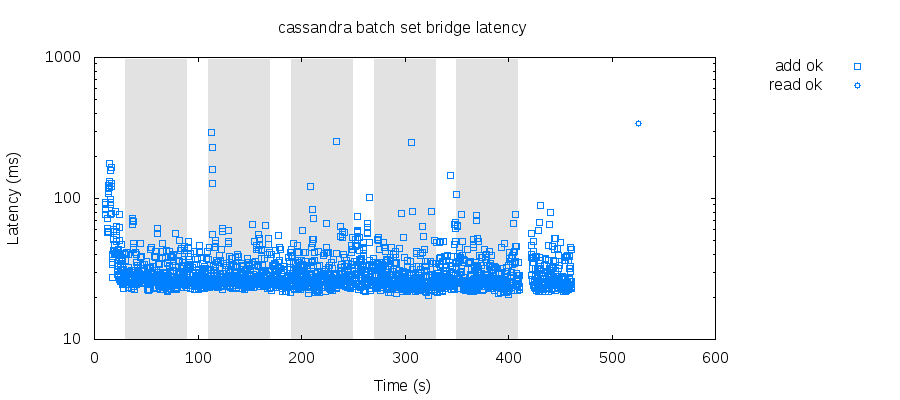 cassandra batch set bridge latency
add ok
read ok
Latency (ms)
1000
100
10
0 100 200 300 400 500 600
Time (s)